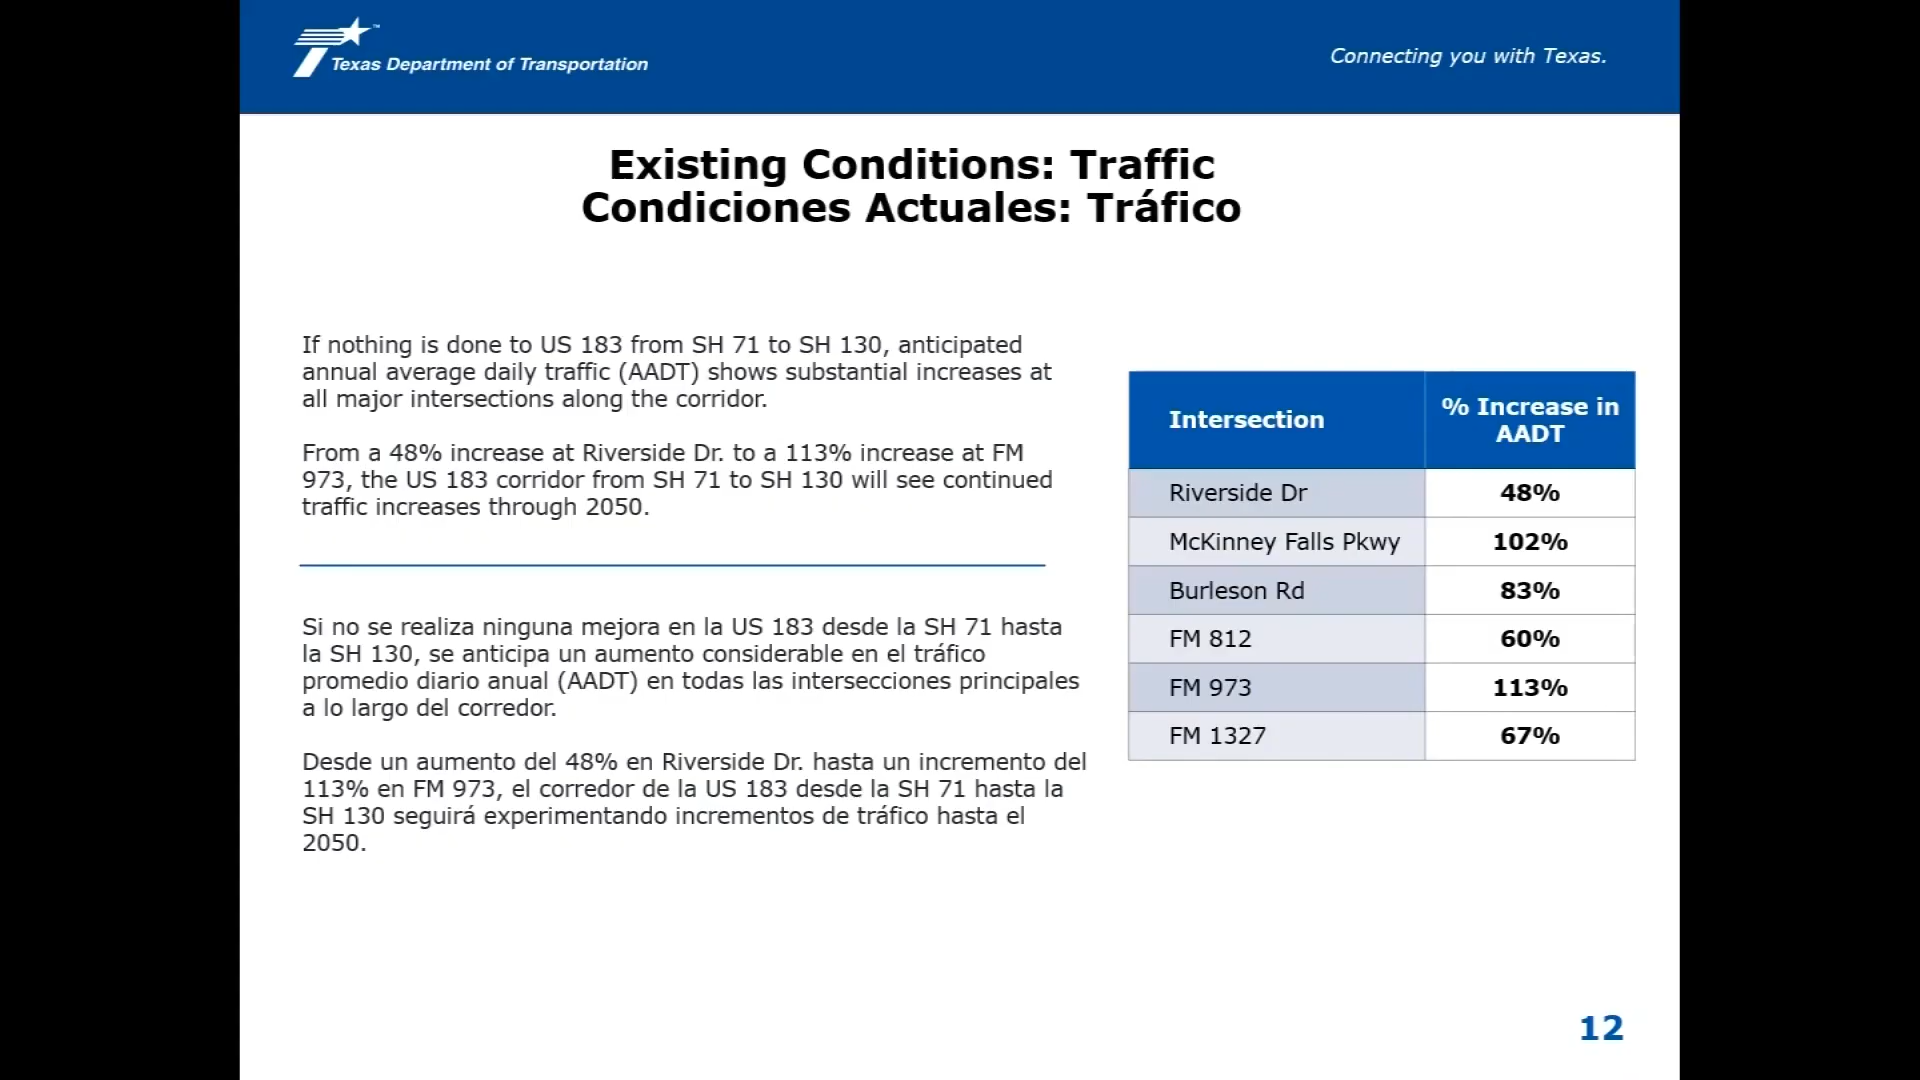 Texas Department of Transportation
Connecting you with Texas.
Existing Conditions: Traffic
Condiciones Actuales: Tráfico
If nothing is done to US 183 from SH 71 to SH 130, anticipated
annual average daily traffic (AADT) shows substantial increases at
all major intersections along the corridor.
From a 48% increase at Riverside Dr. to a 113% increase at FM
973, the US 183 corridor from SH 71 to SH 130 will see continued
traffic increases through 2050.
Si no se realiza ninguna mejora en la US 183 desde la SH 71 hasta
la SH 130, se anticipa un aumento considerable en el tráfico
promedio diario anual (AADT) en todas las intersecciones principales
a lo largo del corredor.
Desde un aumento del 48% en Riverside Dr. hasta un incremento del
113% en FM 973, el corredor de la US 183 desde la SH 71 hasta la
SH 130 seguirá experimentando incrementos de tráfico hasta el
2050.
Intersection
% Increase in
AADT
Riverside Dr 48%
McKinney Falls Pkwy 102%
Burleson Rd 83%
FM 812 60%
FM 973 113%
FM 1327 67%
12